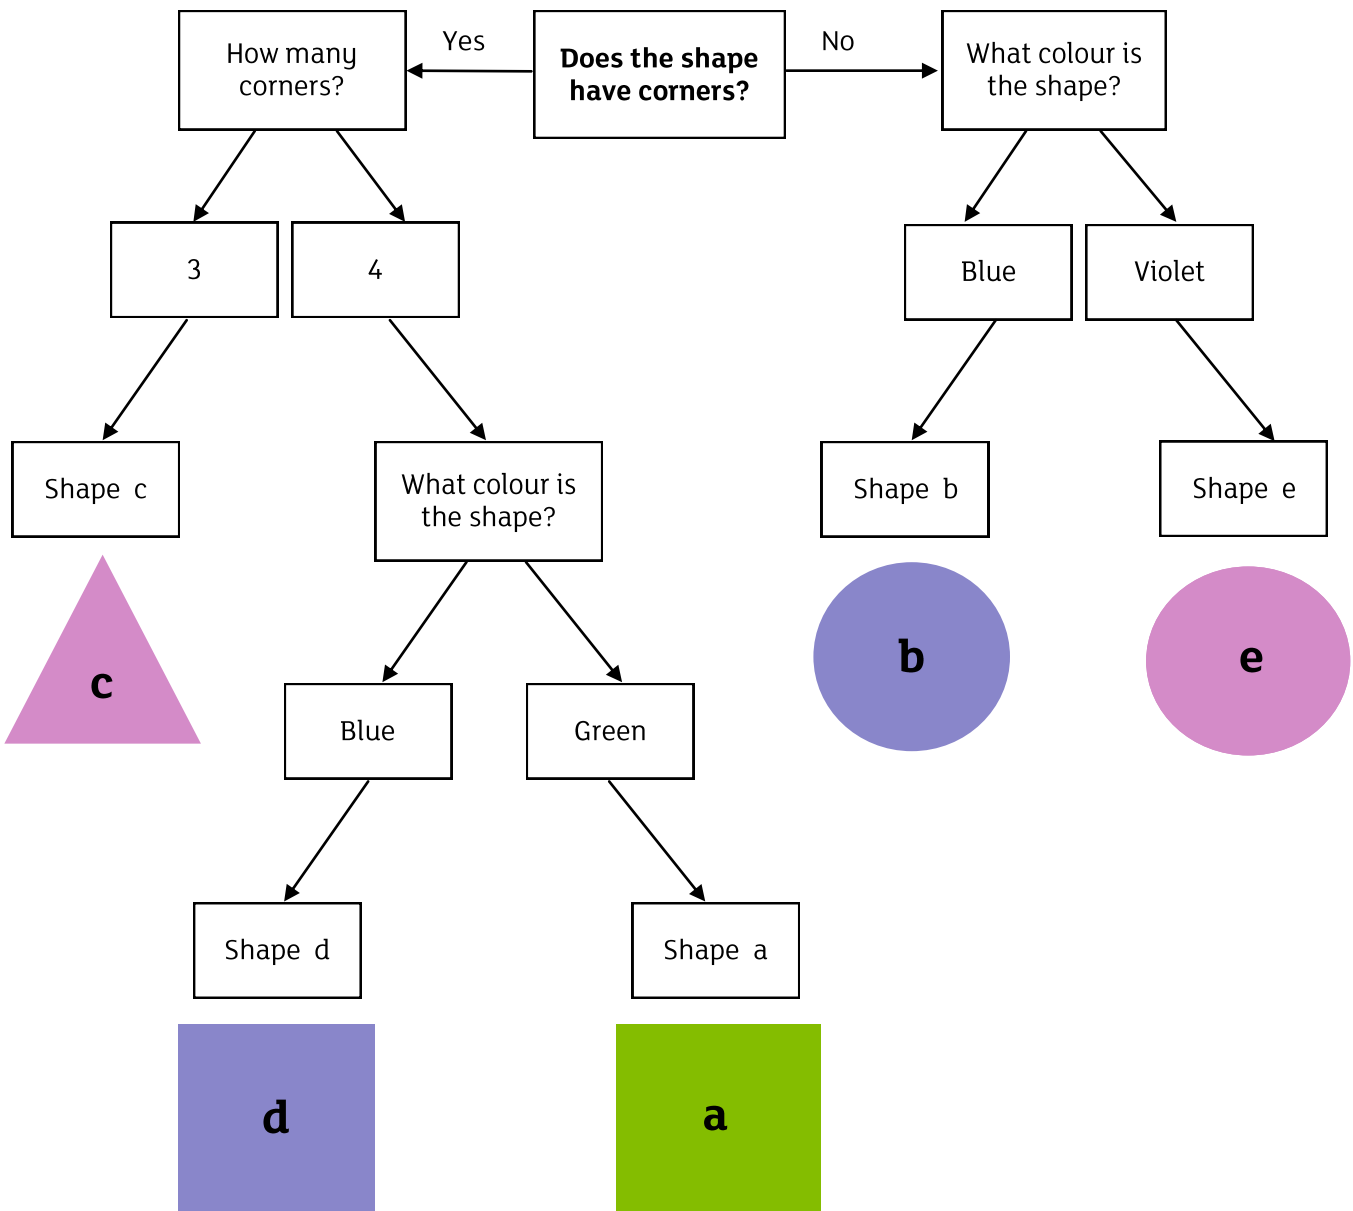 How many
corners?
Yes
Does the shape
have corners?
No
What colour is
the shape?
3
4
Blue
Violet
Shape c
What colour is
the shape?
Shape b
Shape e
c
b
e
Blue
Green
Shape d
Shape a
d
a